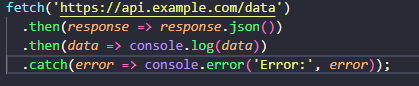 fetch('https://api.example.com/data')
  .then(response => response.json())
  .then(data => console.log(data))
  .catch(error => console.error('Error:', error));